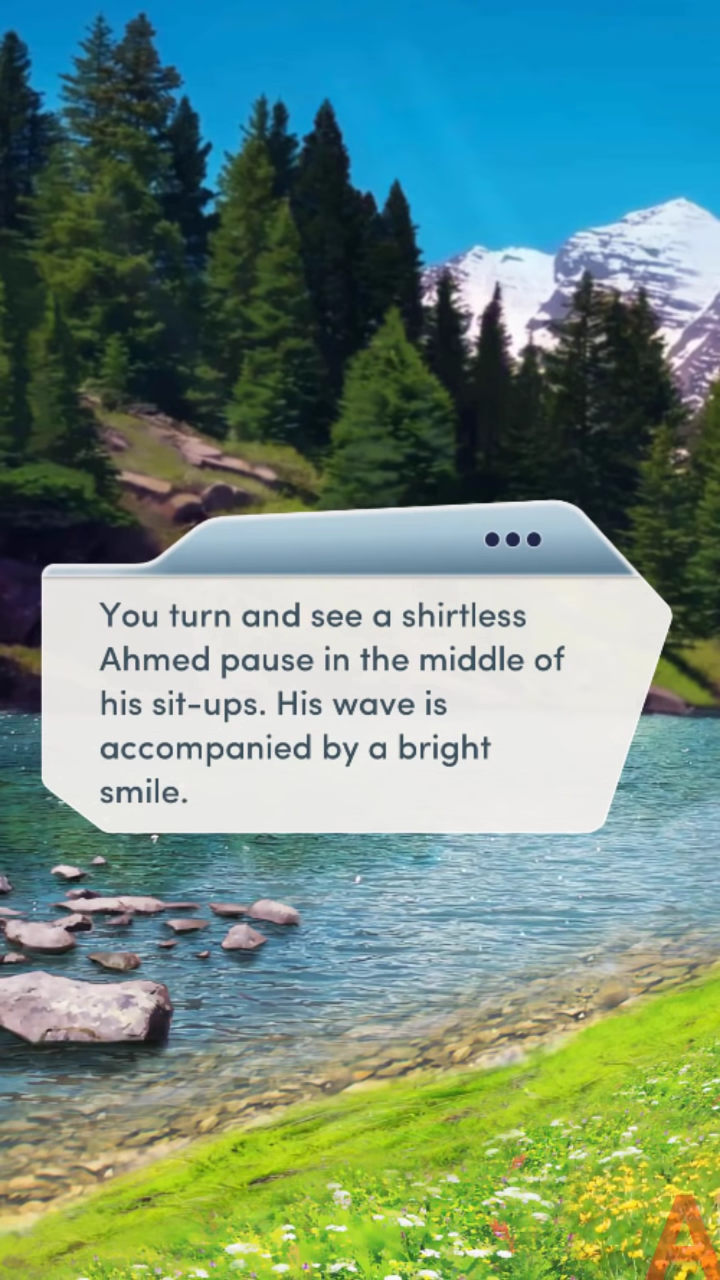 You turn and see a shirtless
Ahmed pause in the middle of
his sit-ups. His wave is
accompanied by a bright
smile.
A